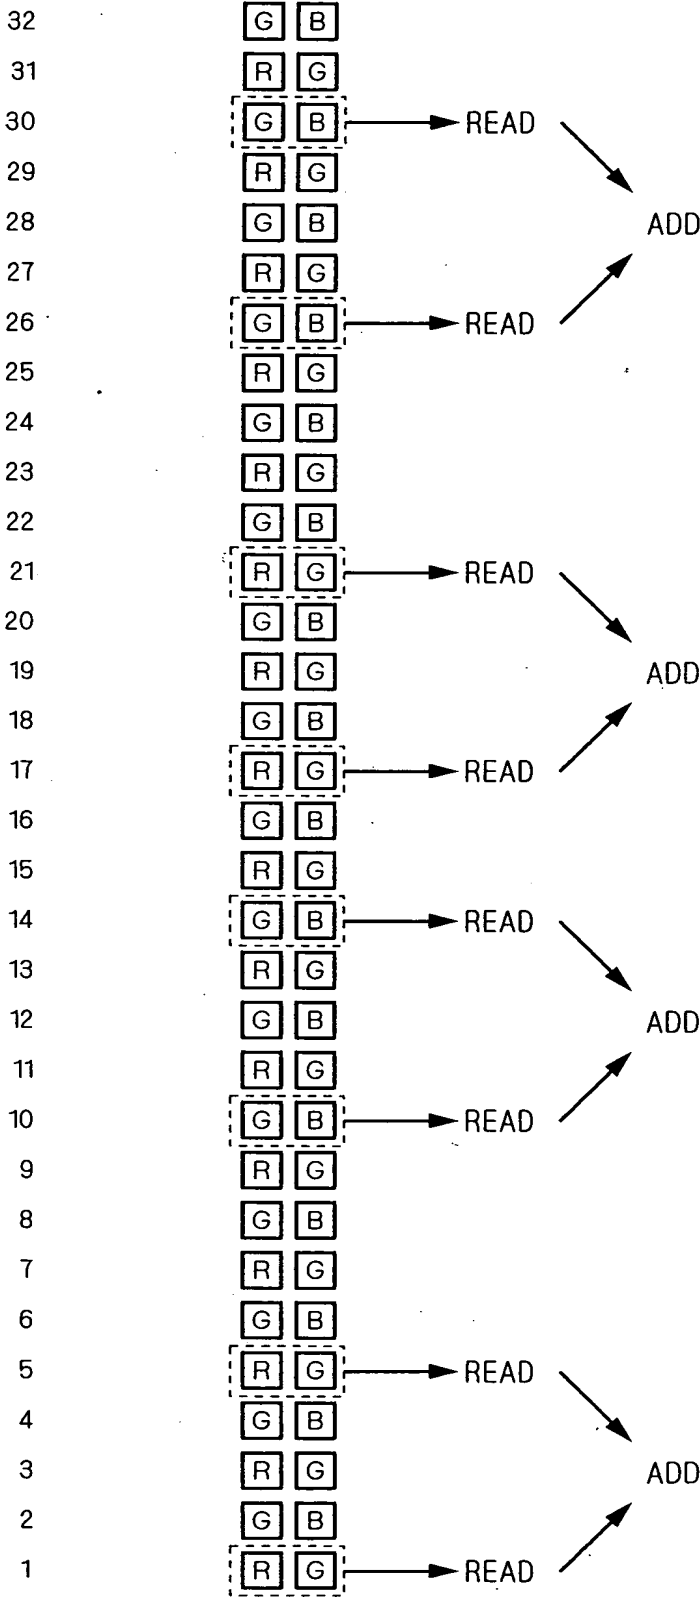 32 G B
31 R G
30 G B READ
29 R G
28 G B ADD
27 R G
26 G B READ
25 R G
24 G B
23 R G
22 G B
21 R G READ
20 G B
19 R G ADD
18 G B
17 R G READ
16 G B
15 R G
14 G B READ
13 R G
12 G B ADD
11 R G
10 G B READ
9 R G
8 G B
7 R G
6 G B
5 R G READ
4 G B
3 R G ADD
2 G B
1 R G READ